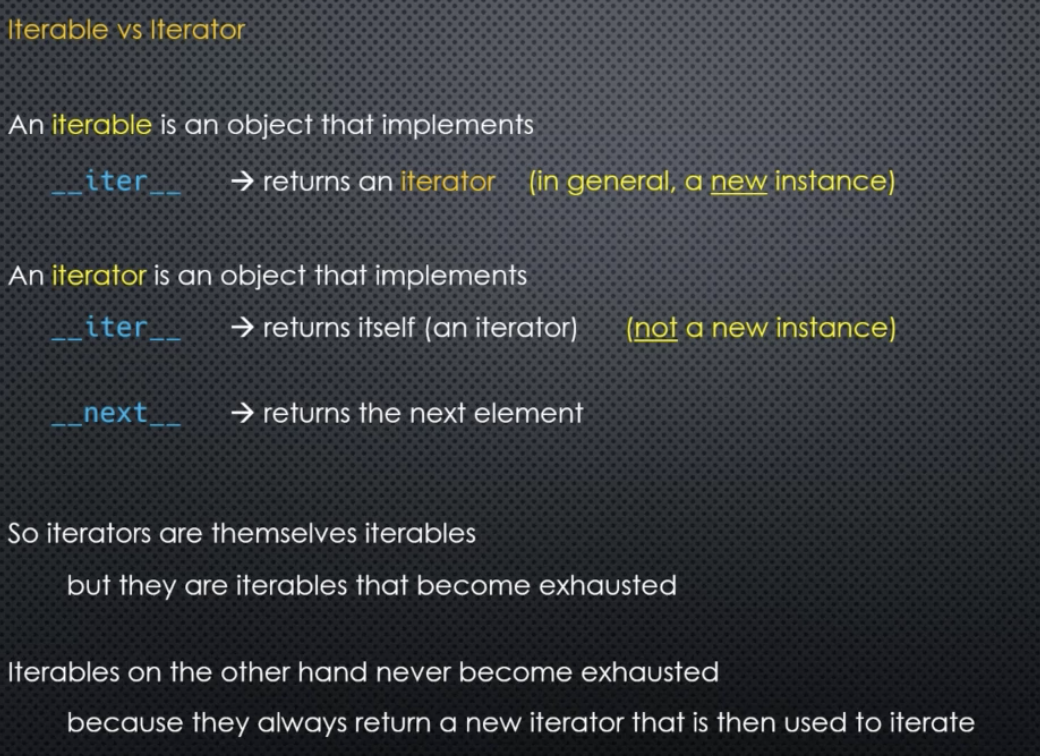 Iterable vs Iterator
An iterable is an object that implements
__iter__ → returns an iterator (in general, a new instance)
An iterator is an object that implements
__iter__ → returns itself (an iterator) (not a new instance)
__next__ → returns the next element
So iterators are themselves iterables
but they are iterables that become exhausted
Iterables on the other hand never become exhausted
because they always return a new iterator that is then used to iterate